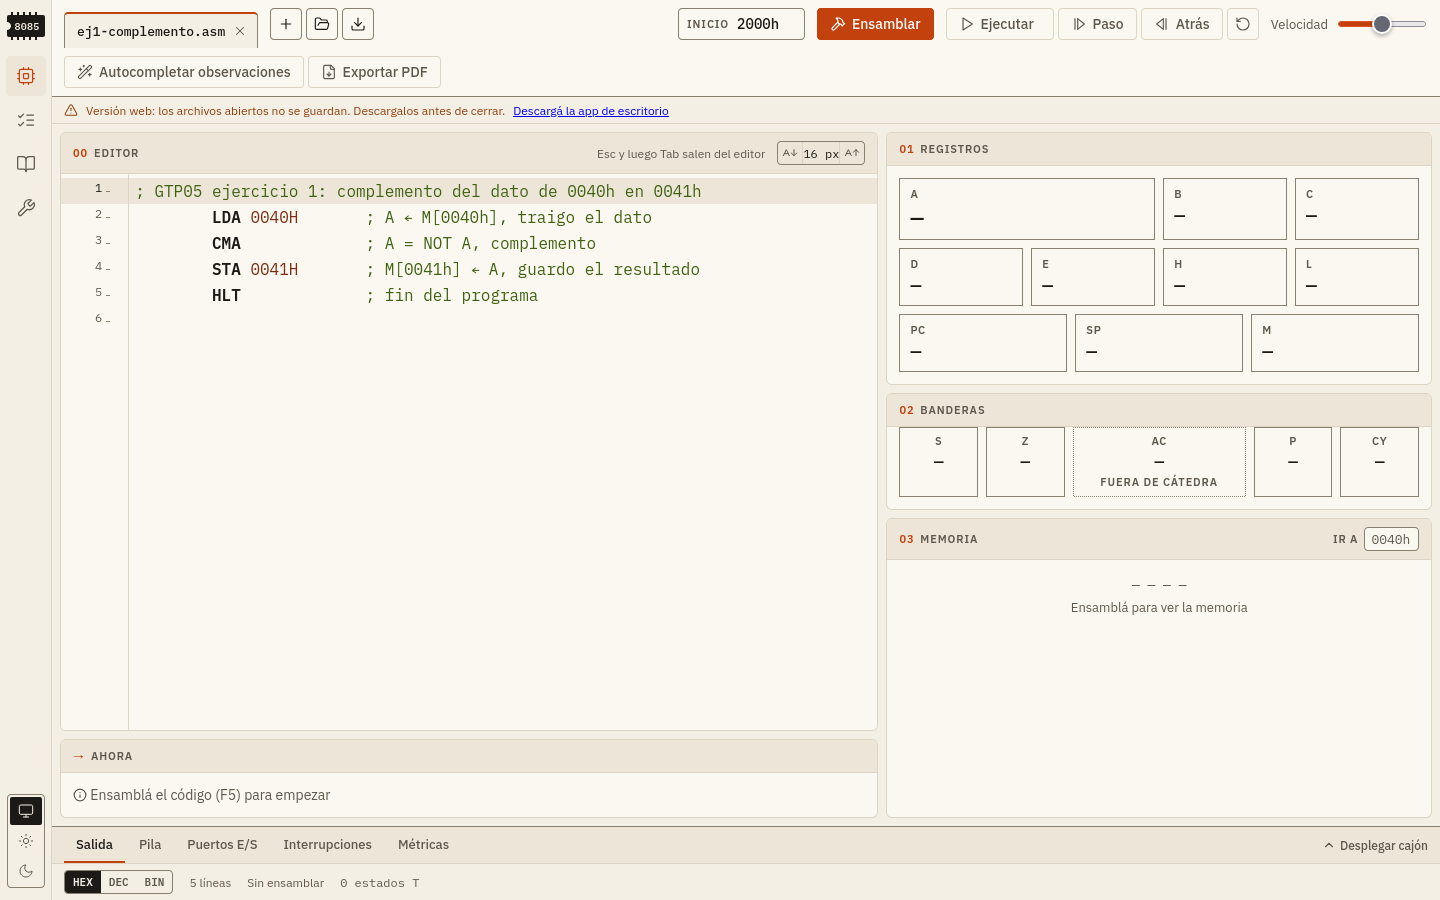 8085
ej1-complemento.asm
INICIO 2000h
Ensamblar
Ejecutar
Paso
Atrás
Velocidad
Autocompletar observaciones
Exportar PDF
Versión web: los archivos abiertos no se guardan. Descargalos antes de cerrar. Descargá la app de escritorio
00 EDITOR
Esc y luego Tab salen del editor
A↓ 16 px A↑
1 ; GTP05 ejercicio 1: complemento del dato de 0040h en 0041h
2 LDA 0040H ; A ← M[0040h], traigo el dato
3 CMA ; A = NOT A, complemento
4 STA 0041H ; M[0041h] ← A, guardo el resultado
5 HLT ; fin del programa
6
→ AHORA
Ensamblá el código (F5) para empezar
01 REGISTROS
A B C
— — —
D E H L
— — — —
PC SP M
— — —
02 BANDERAS
S Z AC P CY
— — — — —
FUERA DE CÁTEDRA
03 MEMORIA
IR A 0040h
— — — —
Ensamblá para ver la memoria
Salida Pila Puertos E/S Interrupciones Métricas
Desplegar cajón
HEX DEC BIN 5 líneas Sin ensamblar 0 estados T